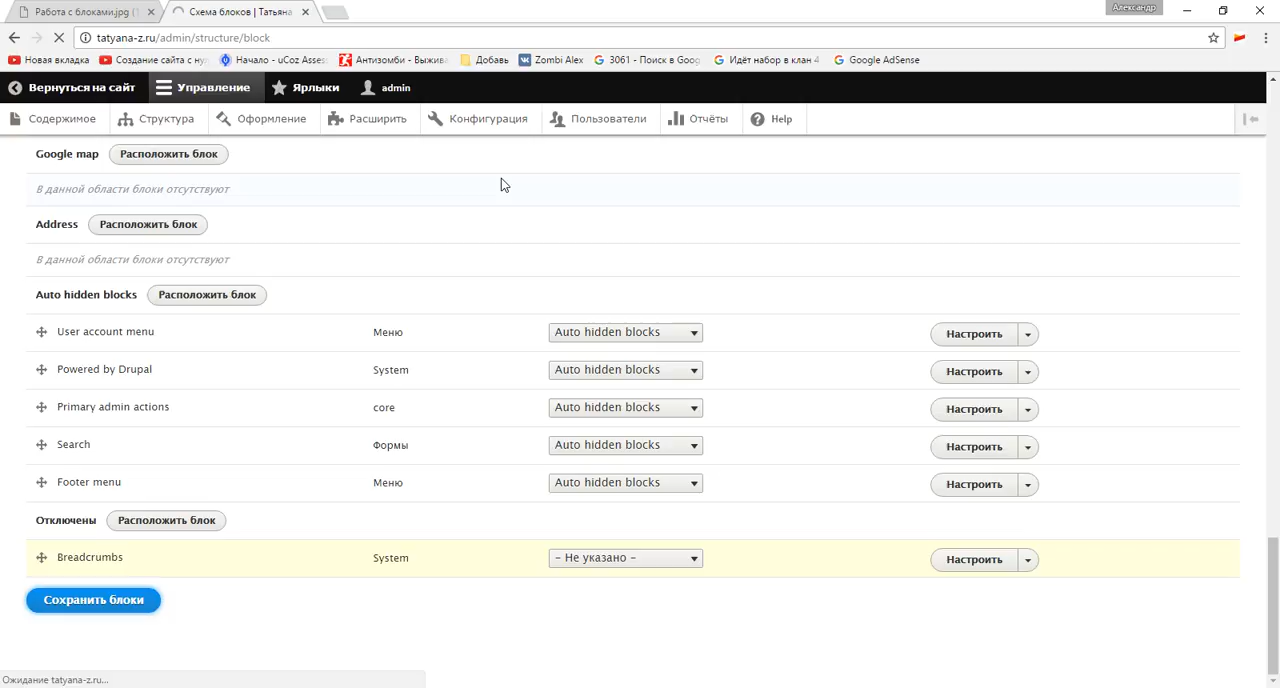 Работа с блоками.jpg (
Схема блоков | Татьяна
Александр
tatyana-z.ru/admin/structure/block
Новая вкладка
Создание сайта с нул
Начало - uCoz Asses
Антизомби - Выжива
Добавь
Zombi Alex
3061 - Поиск в Goog
Идёт набор в клан 4
Google AdSense
Вернуться на сайт
Управление
Ярлыки
admin
Содержимое
Структура
Оформление
Расширить
Конфигурация
Пользователи
Отчёты
Help
Google map Расположить блок
В данной области блоки отсутствуют
Address Расположить блок
В данной области блоки отсутствуют
Auto hidden blocks Расположить блок
User account menu Меню Auto hidden blocks Настроить
Powered by Drupal System Auto hidden blocks Настроить
Primary admin actions core Auto hidden blocks Настроить
Search Формы Auto hidden blocks Настроить
Footer menu Меню Auto hidden blocks Настроить
Отключены Расположить блок
Breadcrumbs System - Не указано - Настроить
Сохранить блоки
Ожидание tatyana-z.ru...